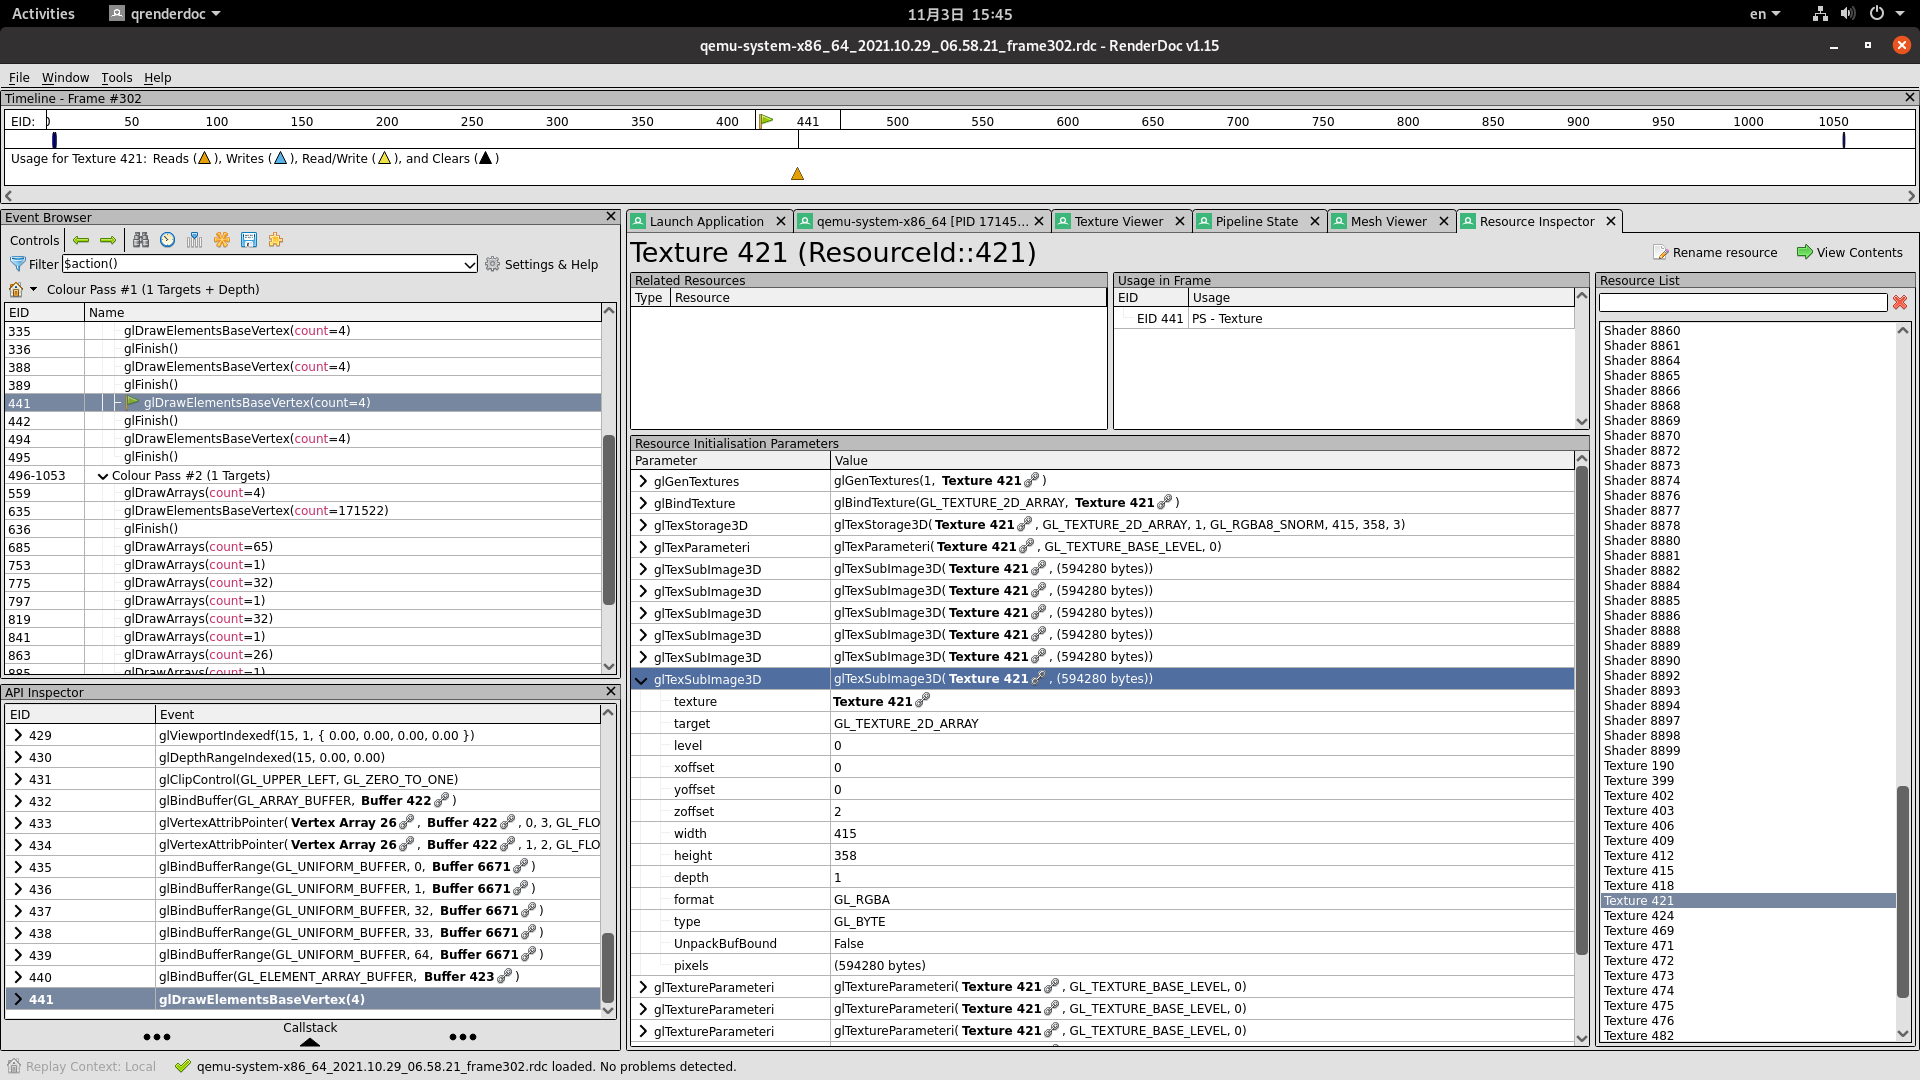 Activities
qrenderdoc
11月3日 15:45
en
qemu-system-x86_64_2021.10.29_06.58.21_frame302.rdc - RenderDoc v1.15
File Window Tools Help
Timeline - Frame #302
EID: 0 50 100 150 200 250 300 350 400 441 500 550 600 650 700 750 800 850 900 950 1000 1050
Usage for Texture 421: Reads ( ), Writes ( ), Read/Write ( ), and Clears ( )
Event Browser
Controls
Filter $action() Settings & Help
Colour Pass #1 (1 Targets + Depth)
EID Name
335 glDrawElementsBaseVertex(count=4)
336 glFinish()
388 glDrawElementsBaseVertex(count=4)
389 glFinish()
441 glDrawElementsBaseVertex(count=4)
442 glFinish()
494 glDrawElementsBaseVertex(count=4)
495 glFinish()
496-1053 Colour Pass #2 (1 Targets)
559 glDrawArrays(count=4)
635 glDrawElementsBaseVertex(count=171522)
636 glFinish()
685 glDrawArrays(count=65)
753 glDrawArrays(count=1)
775 glDrawArrays(count=32)
797 glDrawArrays(count=1)
819 glDrawArrays(count=32)
841 glDrawArrays(count=1)
863 glDrawArrays(count=26)
885 glDrawArrays(count=1)
API Inspector
EID Event
429 glViewportIndexedf(15, 1, { 0.00, 0.00, 0.00, 0.00 })
430 glDepthRangeIndexed(15, 0.00, 0.00)
431 glClipControl(GL_UPPER_LEFT, GL_ZERO_TO_ONE)
432 glBindBuffer(GL_ARRAY_BUFFER, Buffer 422 )
433 glVertexAttribPointer( Vertex Array 26 , Buffer 422 , 0, 3, GL_FLO
434 glVertexAttribPointer( Vertex Array 26 , Buffer 422 , 1, 2, GL_FLO
435 glBindBufferRange(GL_UNIFORM_BUFFER, 0, Buffer 6671 )
436 glBindBufferRange(GL_UNIFORM_BUFFER, 1, Buffer 6671 )
437 glBindBufferRange(GL_UNIFORM_BUFFER, 32, Buffer 6671 )
438 glBindBufferRange(GL_UNIFORM_BUFFER, 33, Buffer 6671 )
439 glBindBufferRange(GL_UNIFORM_BUFFER, 64, Buffer 6671 )
440 glBindBuffer(GL_ELEMENT_ARRAY_BUFFER, Buffer 423 )
441 glDrawElementsBaseVertex(4)
Callstack
Launch Application
qemu-system-x86_64 [PID 17145...
Texture Viewer
Pipeline State
Mesh Viewer
Resource Inspector
Texture 421 (ResourceId::421)
Rename resource
View Contents
Related Resources
Type Resource
Usage in Frame
EID Usage
EID 441 PS - Texture
Resource Initialisation Parameters
Parameter Value
glGenTextures glGenTextures(1, Texture 421 )
glBindTexture glBindTexture(GL_TEXTURE_2D_ARRAY, Texture 421 )
glTexStorage3D glTexStorage3D( Texture 421 , GL_TEXTURE_2D_ARRAY, 1, GL_RGBA8_SNORM, 415, 358, 3)
glTexParameteri glTexParameteri( Texture 421 , GL_TEXTURE_BASE_LEVEL, 0)
glTexSubImage3D glTexSubImage3D( Texture 421 , (594280 bytes))
glTexSubImage3D glTexSubImage3D( Texture 421 , (594280 bytes))
glTexSubImage3D glTexSubImage3D( Texture 421 , (594280 bytes))
glTexSubImage3D glTexSubImage3D( Texture 421 , (594280 bytes))
glTexSubImage3D glTexSubImage3D( Texture 421 , (594280 bytes))
glTexSubImage3D glTexSubImage3D( Texture 421 , (594280 bytes))
texture Texture 421
target GL_TEXTURE_2D_ARRAY
level 0
xoffset 0
yoffset 0
zoffset 2
width 415
height 358
depth 1
format GL_RGBA
type GL_BYTE
UnpackBufBound False
pixels (594280 bytes)
glTextureParameteri glTextureParameteri( Texture 421 , GL_TEXTURE_BASE_LEVEL, 0)
glTextureParameteri glTextureParameteri( Texture 421 , GL_TEXTURE_BASE_LEVEL, 0)
glTextureParameteri glTextureParameteri( Texture 421 , GL_TEXTURE_BASE_LEVEL, 0)
Resource List
Shader 8860
Shader 8861
Shader 8864
Shader 8865
Shader 8866
Shader 8868
Shader 8869
Shader 8870
Shader 8872
Shader 8873
Shader 8874
Shader 8876
Shader 8877
Shader 8878
Shader 8880
Shader 8881
Shader 8882
Shader 8884
Shader 8885
Shader 8886
Shader 8888
Shader 8889
Shader 8890
Shader 8892
Shader 8893
Shader 8894
Shader 8897
Shader 8898
Shader 8899
Texture 190
Texture 399
Texture 402
Texture 403
Texture 406
Texture 409
Texture 412
Texture 415
Texture 418
Texture 421
Texture 424
Texture 469
Texture 471
Texture 472
Texture 473
Texture 474
Texture 475
Texture 476
Texture 482
Replay Context: Local
qemu-system-x86_64_2021.10.29_06.58.21_frame302.rdc loaded. No problems detected.